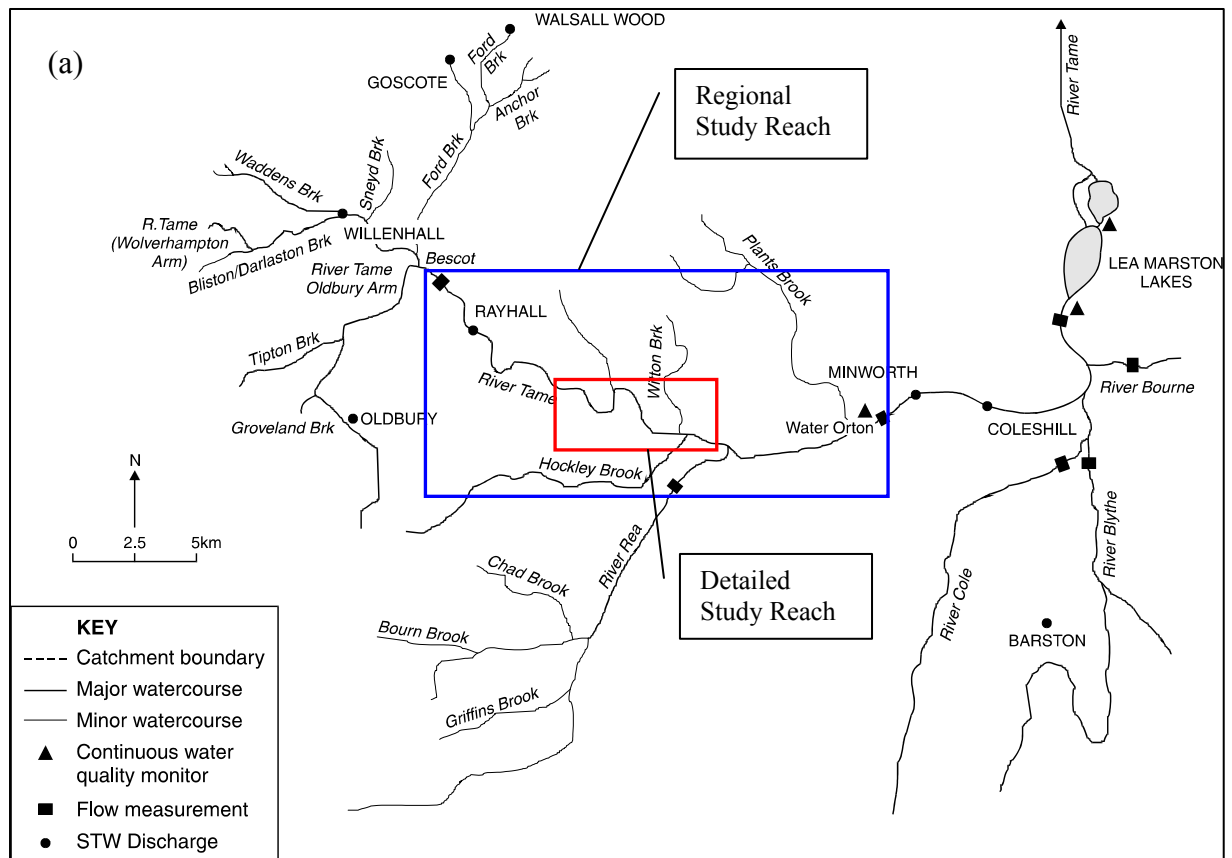 (a)
WALSALL WOOD
Ford
Brk
GOSCOTE
Anchor
Brk
Regional
Study Reach
River Tame
Waddens Brk
Sneyd Brk
Ford Brk
R.Tame
(Wolverhampton
Arm)
WILLENHALL
Bliston/Darlaston Brk
River Tame
Oldbury Arm
Bescot
Plants Brook
LEA MARSTON
LAKES
RAYHALL
Witton Brk
Tipton Brk
River Tame
MINWORTH
River Bourne
Groveland Brk
OLDBURY
Water Orton
COLESHILL
Hockley Brook
N
0 2.5 5km
River Rea
Detailed
Study Reach
Chad Brook
River Cole
River Blythe
Bourn Brook
BARSTON
Griffins Brook
KEY
Catchment boundary
Major watercourse
Minor watercourse
Continuous water
quality monitor
Flow measurement
STW Discharge